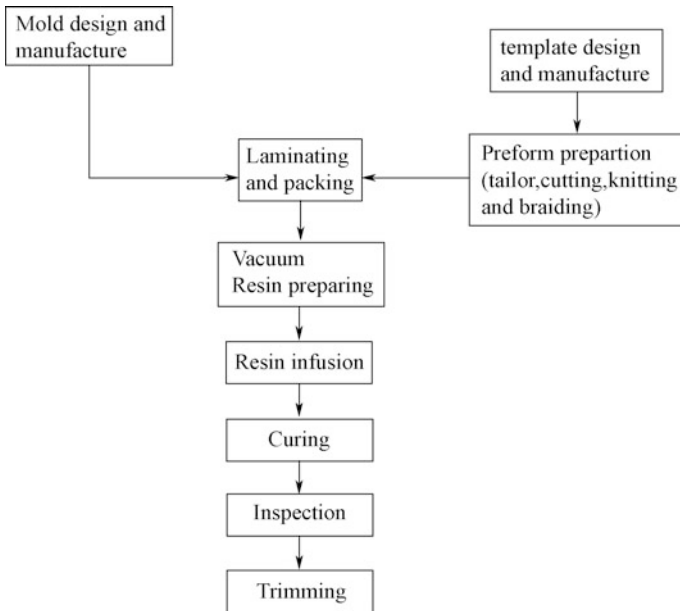 Mold design and
manufacture
template design
and manufacture
Laminating
and packing
Preform prepartion
(tailor,cutting,knitting
and braiding)
Vacuum
Resin preparing
Resin infusion
Curing
Inspection
Trimming